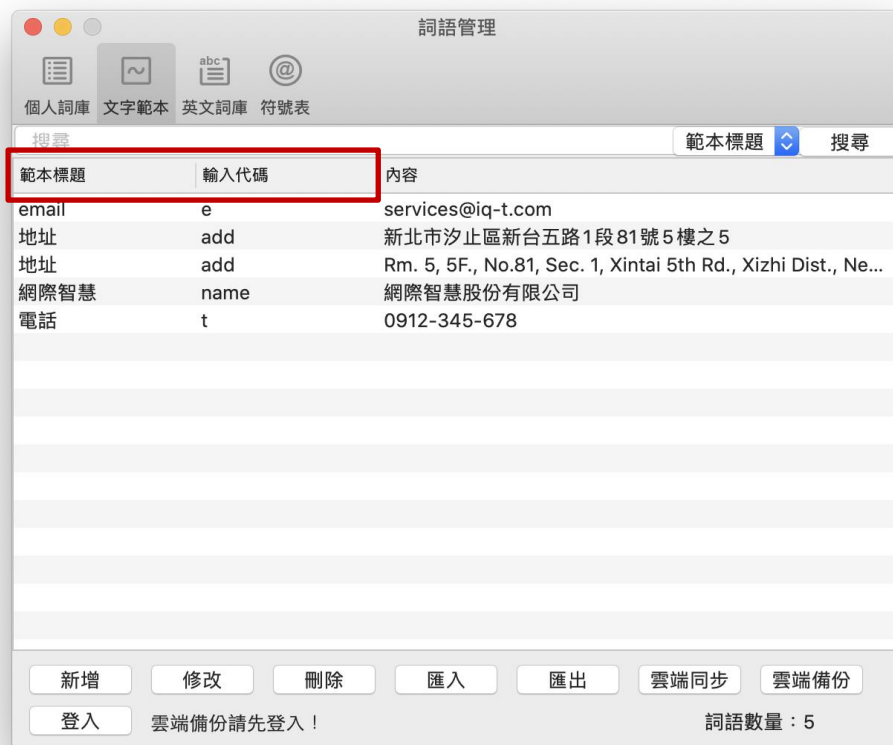 詞語管理
abc @
個人詞庫 文字範本 英文詞庫 符號表
搜尋 範本標題 搜尋
範本標題 輸入代碼 內容
email e services@iq-t.com
地址 add 新北市汐止區新台五路1段81號5樓之5
地址 add Rm. 5, 5F., No.81, Sec. 1, Xintai 5th Rd., Xizhi Dist., Ne...
網際智慧 name 網際智慧股份有限公司
電話 t 0912-345-678
新增 修改 刪除 匯入 匯出 雲端同步 雲端備份
登入 雲端備份請先登入！ 詞語數量：5